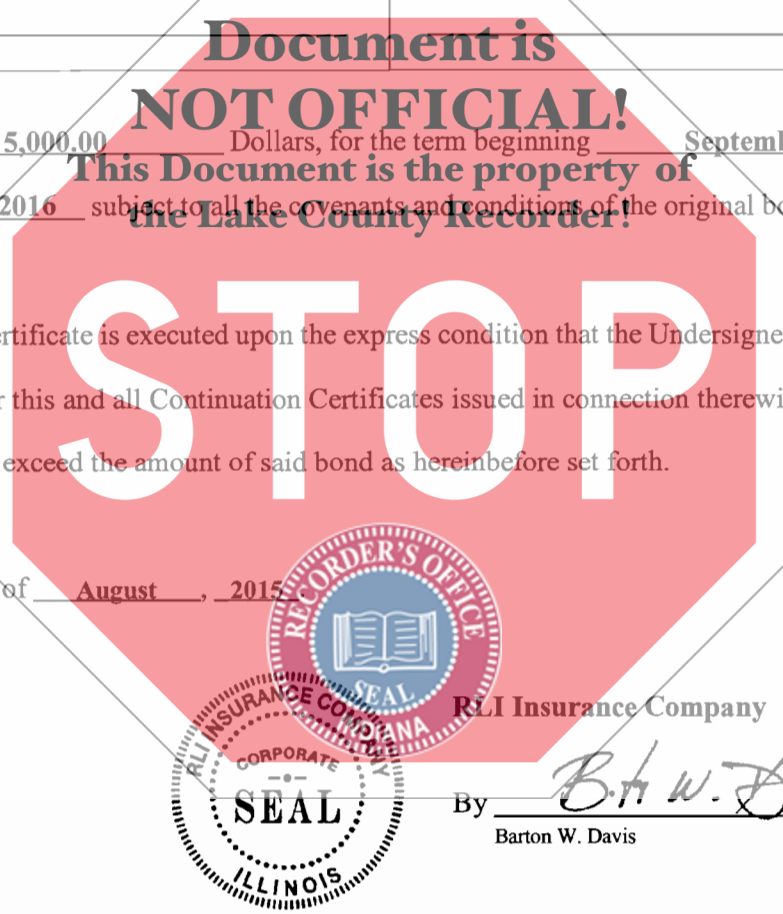 Document is
NOT OFFICIAL!
5,000.00 Dollars, for the term beginning Septem
This Document is the property of
2016 subject to all the covenants and conditions of the original bo
the Lake County Recorder!
STOP
rtificate is executed upon the express condition that the Undersigne
r this and all Continuation Certificates issued in connection therewi
exceed the amount of said bond as hereinbefore set forth.
of August , 2015 .
RECORDER'S OFFICE
SEAL
INDIANA
RLI INSURANCE COMPANY
CORPORATE
SEAL
ILLINOIS
RLI Insurance Company
By
Barton W. Davis